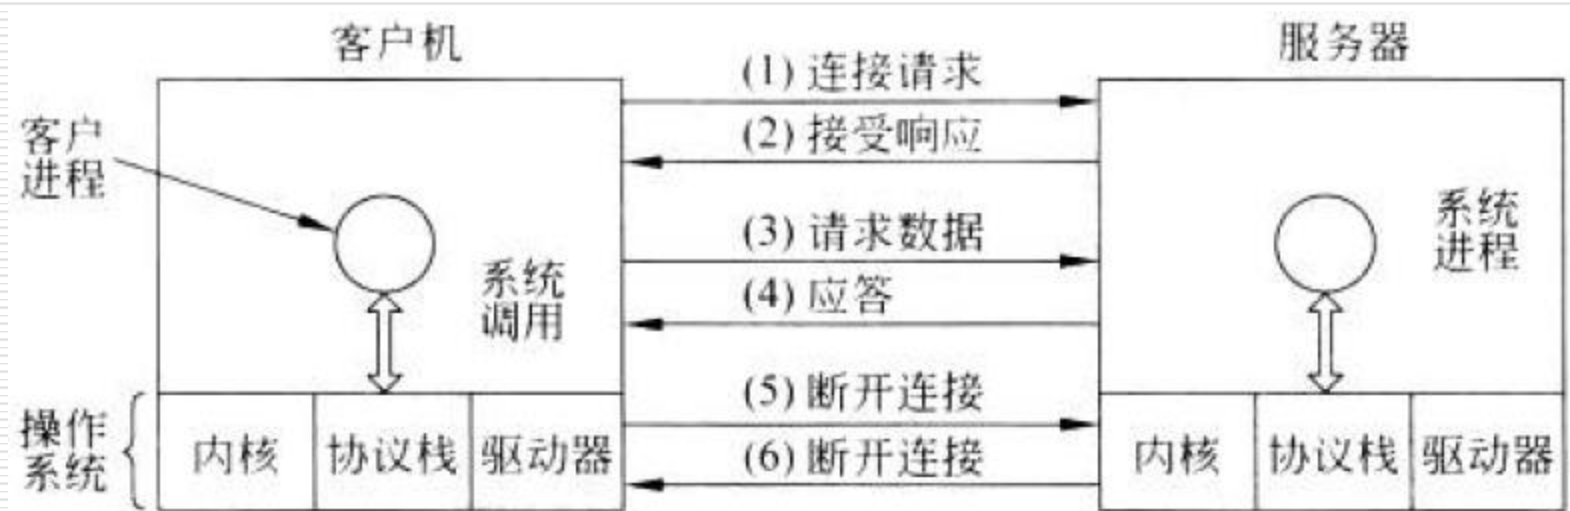 客户机
服务器
(1) 连接请求
(2) 接受响应
客户
进程
(3) 请求数据
系统
进程
系统
调用
(4) 应答
(5) 断开连接
操作
系统
内核
协议栈
驱动器
(6) 断开连接
内核
协议栈
驱动器